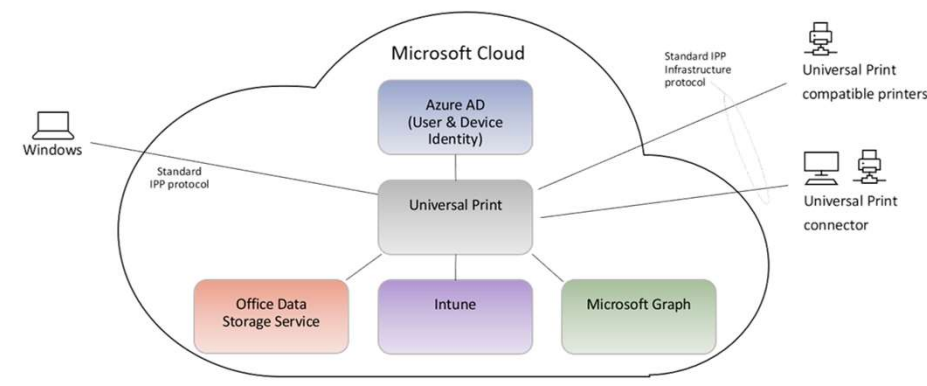 Microsoft Cloud
Standard IPP
Infrastructure
protocol
Universal Print
compatible printers
Azure AD
(User & Device
Identity)
Windows
Standard
IPP protocol
Universal Print
Universal Print
connector
Office Data
Storage Service
Intune
Microsoft Graph